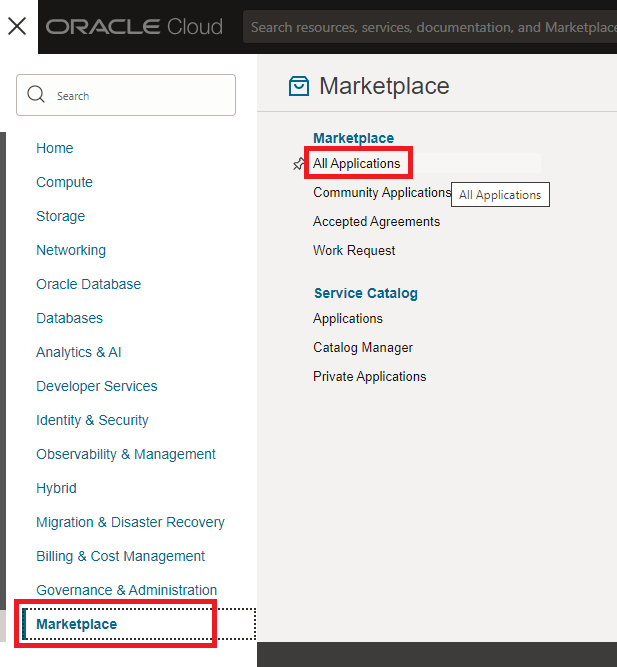 ORACLE Cloud
Search resources, services, documentation, and Marketplace
Search
Home
Compute
Storage
Networking
Oracle Database
Databases
Analytics & AI
Developer Services
Identity & Security
Observability & Management
Hybrid
Migration & Disaster Recovery
Billing & Cost Management
Governance & Administration
Marketplace
Marketplace
Marketplace
All Applications
Community Applications
All Applications
Accepted Agreements
Work Request
Service Catalog
Applications
Catalog Manager
Private Applications